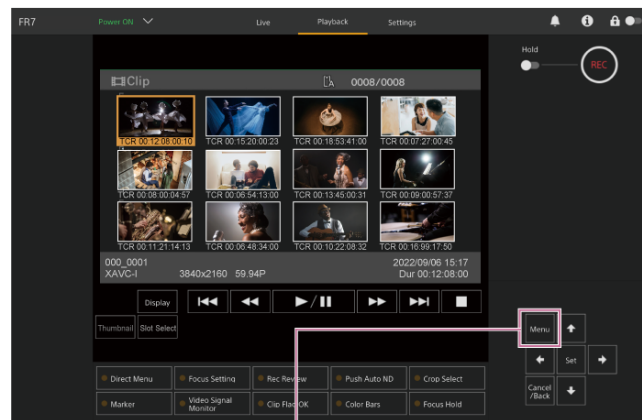 FR7
Power ON
Live
Playback
Settings
Hold
REC
Clip
A
0008/0008
TCR 00:12:08:00:10
TCR 00:15:20:00:23
TCR 00:18:53:41:00
TCR 00:07:27:00:45
TCR 00:08:00:04:57
TCR 00:06:54:13:00
TCR 00:13:45:00:31
TCR 00:09:00:57:37
TCR 00:11:21:14:13
TCR 00:06:48:34:00
TCR 00:10:22:08:32
TCR 00:16:99:17:50
000_0001
2022/09/06 15:17
XAVC-I
3840x2160 59.94P
Dur 00:12:08:00
Display
Thumbnail
Slot Select
Menu
Set
Cancel
/Back
Direct Menu
Focus Setting
Rec Review
Push Auto ND
Crop Select
Marker
Video Signal
Monitor
Clip Flag OK
Color Bars
Focus Hold